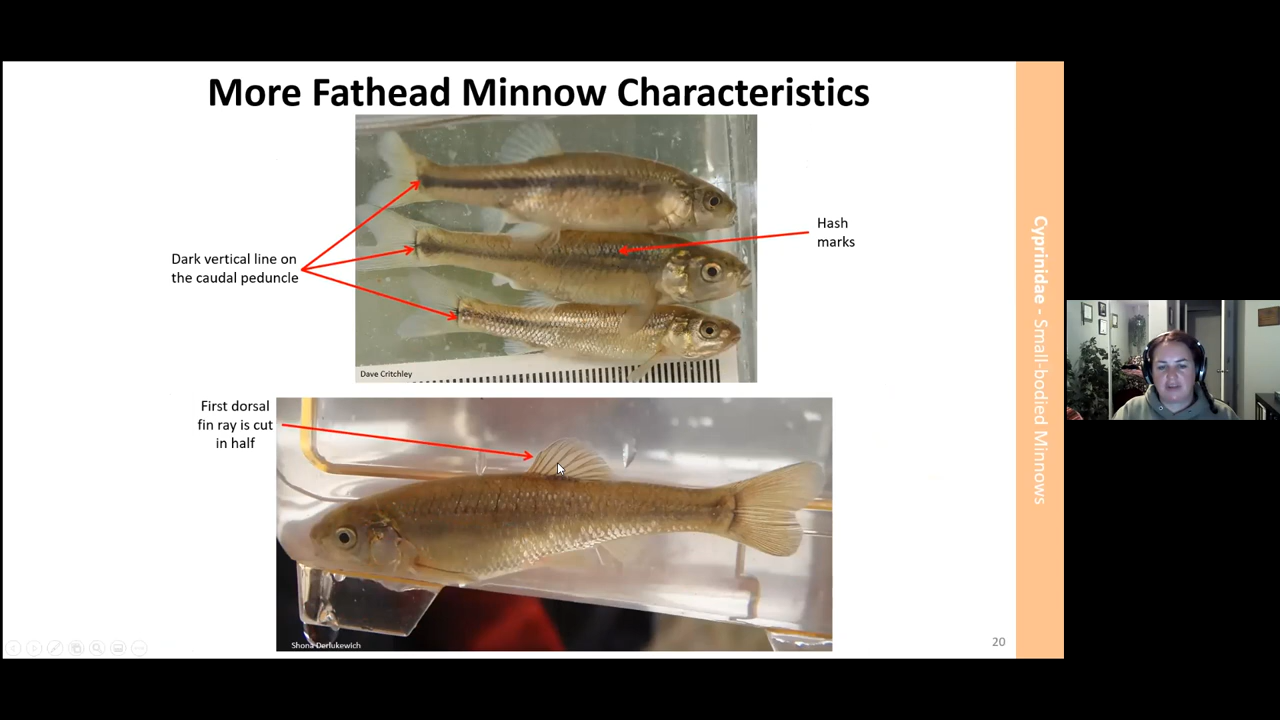 More Fathead Minnow Characteristics
Dark vertical line on
the caudal peduncle
Hash
marks
Dave Critchley
First dorsal
fin ray is cut
in half
Shona Derlukewich
Cyprinidae - Small-bodied Minnows
20